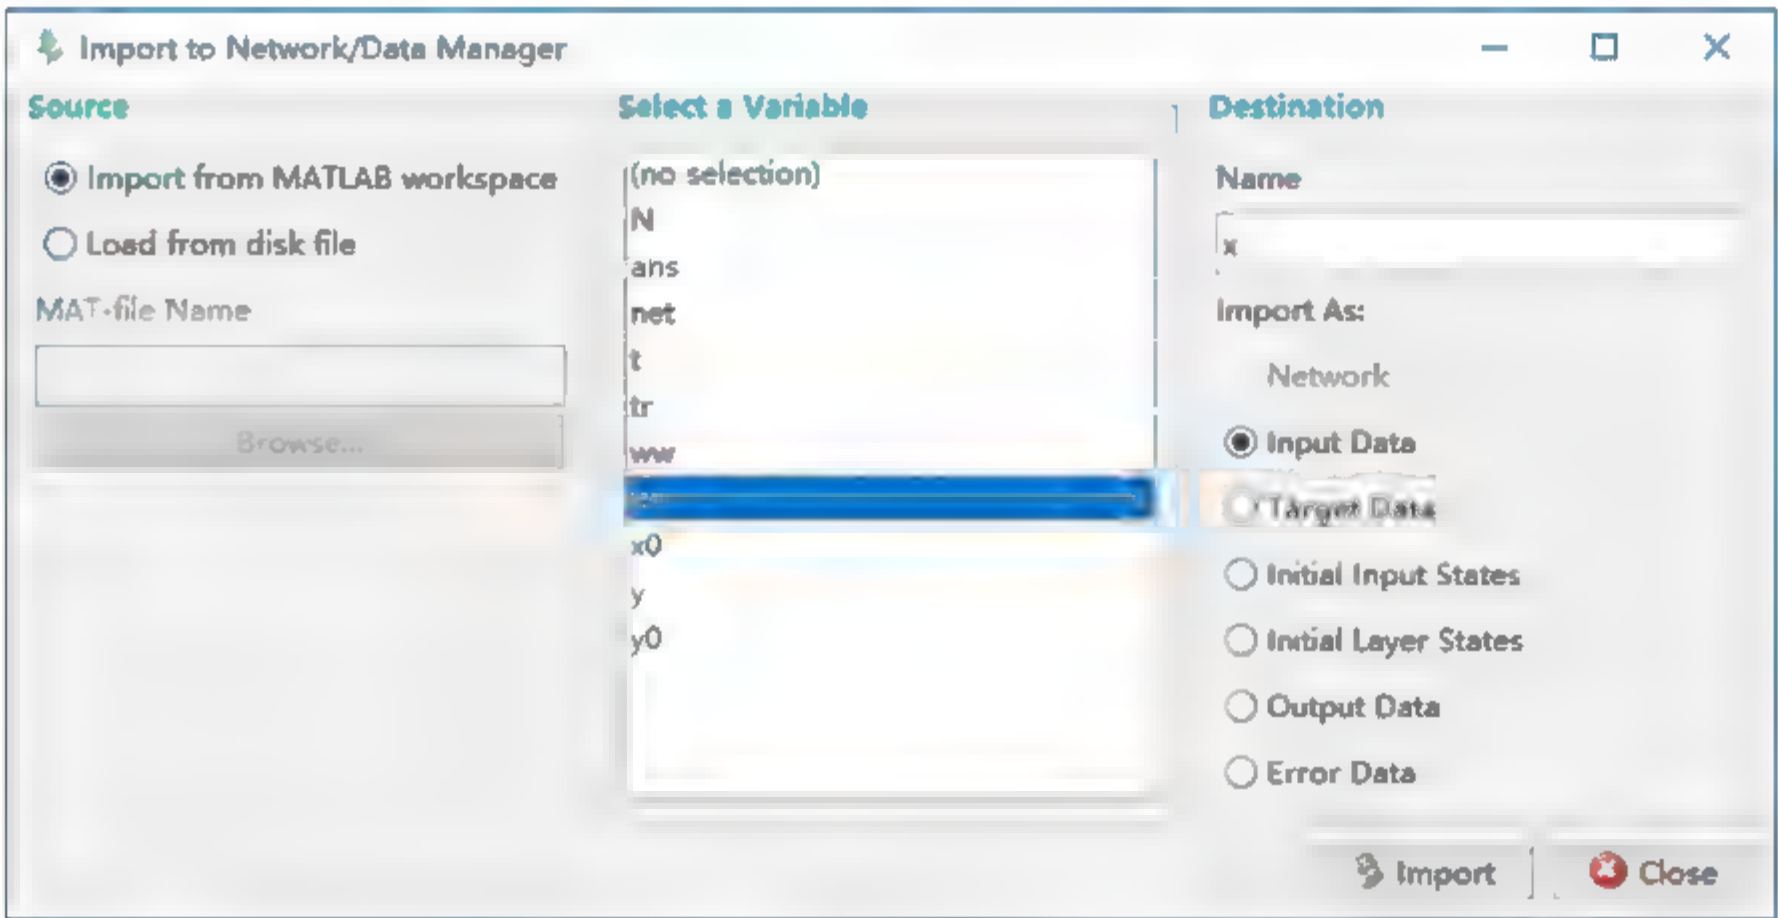 Import to Network/Data Manager
Source
Import from MATLAB workspace
Load from disk file
MAT-file Name
Browse...
Select a Variable
(no selection)
N
ans
net
t
tr
ww
x0
y
y0
Destination
Name
x
Import As:
Network
Input Data
Target Data
Initial Input States
Initial Layer States
Output Data
Error Data
Import
Close